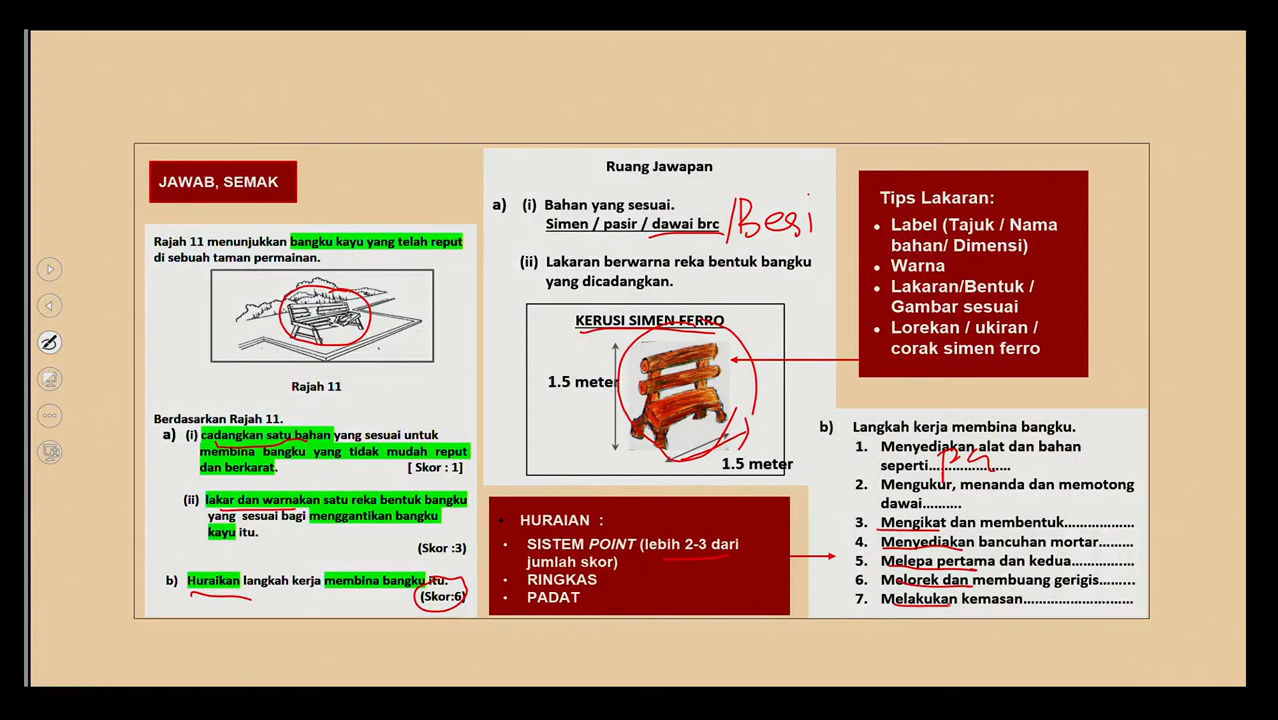 JAWAB, SEMAK
Rajah 11 menunjukkan bangku kayu yang telah reput
di sebuah taman permainan.
Rajah 11
Berdasarkan Rajah 11.
a) (i) cadangkan satu bahan yang sesuai untuk
membina bangku yang tidak mudah reput
dan berkarat. [ Skor : 1]
(ii) lakar dan warnakan satu reka bentuk bangku
yang sesuai bagi menggantikan bangku
kayu itu.
(Skor :3)
b) Huraikan langkah kerja membina bangku itu.
(Skor:6)
Ruang Jawapan
a) (i) Bahan yang sesuai.
Simen / pasir / dawai brc /Besi
(ii) Lakaran berwarna reka bentuk bangku
yang dicadangkan.
KERUSI SIMEN FERRO
1.5 meter
1.5 meter
• HURAIAN :
• SISTEM POINT (lebih 2-3 dari
jumlah skor)
• RINGKAS
• PADAT
Tips Lakaran:
• Label (Tajuk / Nama
bahan/ Dimensi)
• Warna
• Lakaran/Bentuk /
Gambar sesuai
• Lorekan / ukiran /
corak simen ferro
b) Langkah kerja membina bangku.
1. Menyediakan alat dan bahan
seperti…………………
2. Mengukur, menanda dan memotong
dawai………..
3. Mengikat dan membentuk………………
4. Menyediakan bancuhan mortar………
5. Melepa pertama dan kedua……………
6. Melorek dan membuang gerigis………
7. Melakukan kemasan…………………………